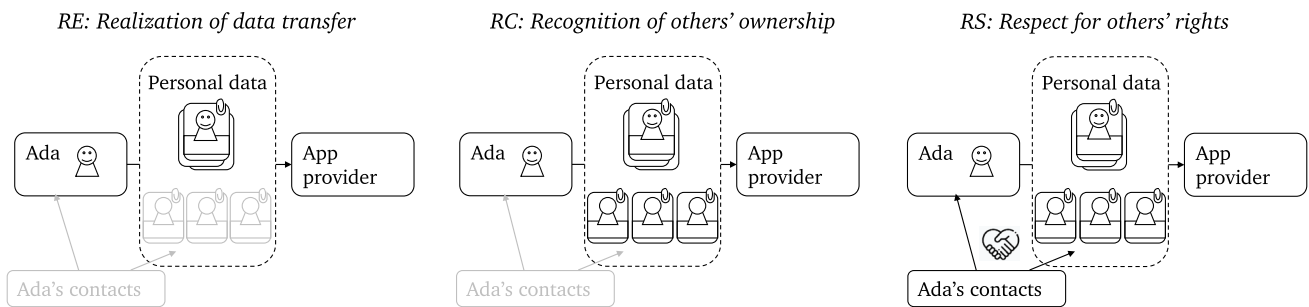 RE: Realization of data transfer
Personal data
Ada
App
provider
Ada’s contacts
RC: Recognition of others’ ownership
Personal data
Ada
App
provider
Ada’s contacts
RS: Respect for others’ rights
Personal data
Ada
App
provider
Ada’s contacts